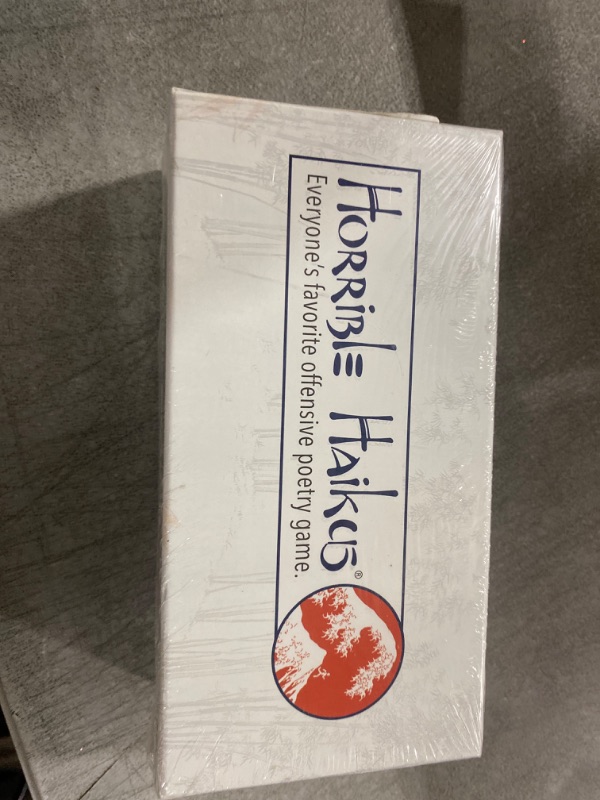 HORRIBLE HAIKUS®
Everyone's favorite offensive poetry game.